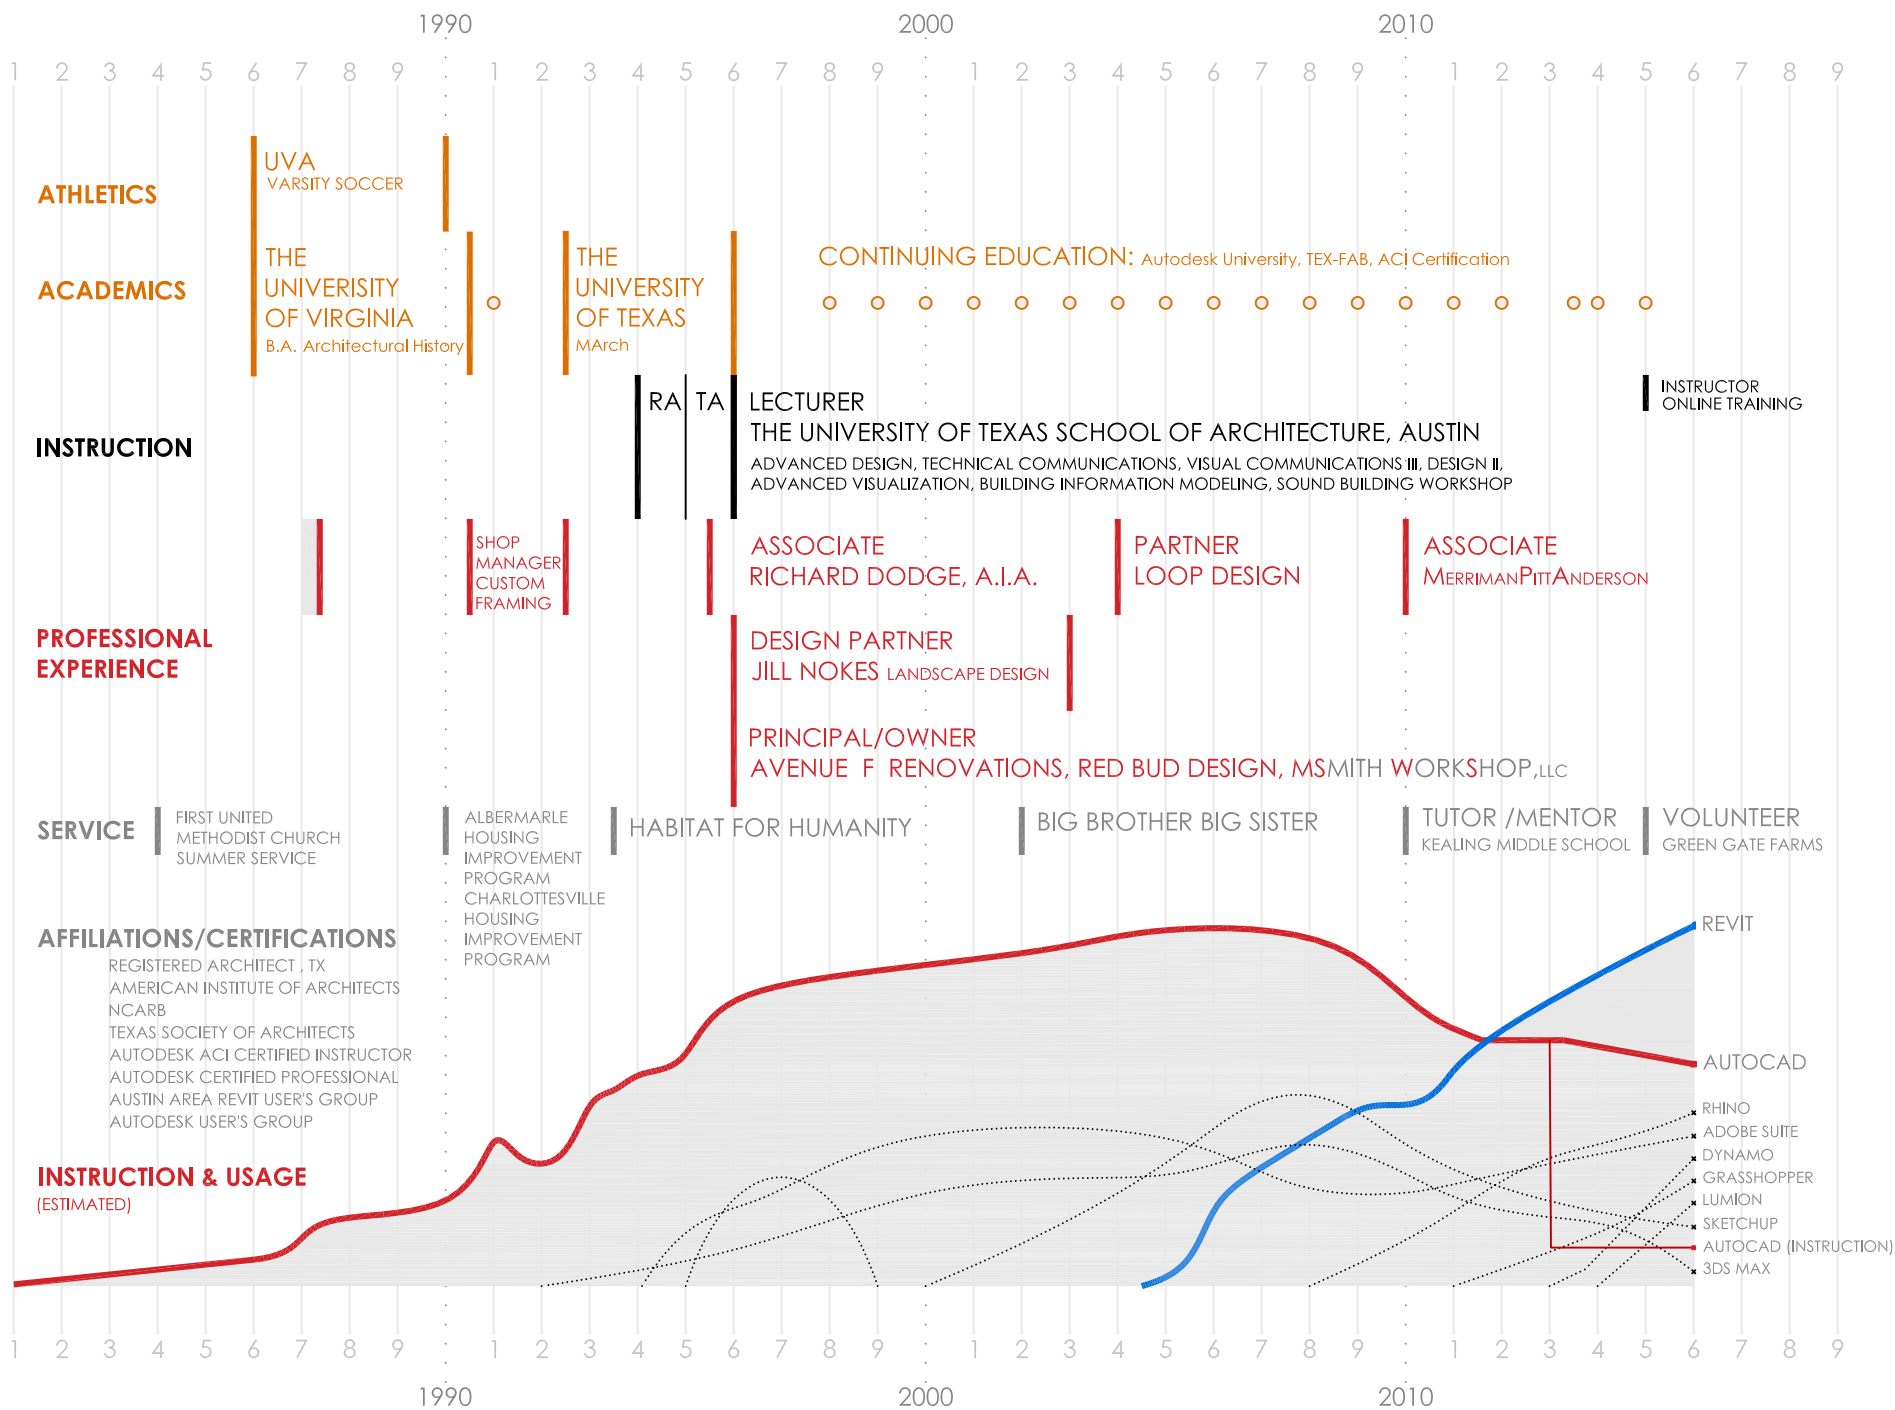 1990 2000 2010
1 2 3 4 5 6 7 8 9 1 2 3 4 5 6 7 8 9 1 2 3 4 5 6 7 8 9 1 2 3 4 5 6 7 8 9
ATHLETICS
UVA
VARSITY SOCCER
ACADEMICS
THE
UNIVERISITY
OF VIRGINIA
B.A. Architectural History
THE
UNIVERSITY
OF TEXAS
MArch
CONTINUING EDUCATION: Autodesk University, TEX-FAB, ACI Certification
INSTRUCTION
RA
TA
LECTURER
THE UNIVERSITY OF TEXAS SCHOOL OF ARCHITECTURE, AUSTIN
ADVANCED DESIGN, TECHNICAL COMMUNICATIONS, VISUAL COMMUNICATIONS III, DESIGN II,
ADVANCED VISUALIZATION, BUILDING INFORMATION MODELING, SOUND BUILDING WORKSHOP
INSTRUCTOR
ONLINE TRAINING
PROFESSIONAL
EXPERIENCE
SHOP
MANAGER
CUSTOM
FRAMING
ASSOCIATE
RICHARD DODGE, A.I.A.
PARTNER
LOOP DESIGN
ASSOCIATE
MERRIMANPITTANDERSON
DESIGN PARTNER
JILL NOKES LANDSCAPE DESIGN
PRINCIPAL/OWNER
AVENUE F RENOVATIONS, RED BUD DESIGN, MSMITH WORKSHOP,LLC
SERVICE
FIRST UNITED
METHODIST CHURCH
SUMMER SERVICE
ALBERMARLE
HOUSING
IMPROVEMENT
PROGRAM
CHARLOTTESVILLE
HOUSING
IMPROVEMENT
PROGRAM
HABITAT FOR HUMANITY
BIG BROTHER BIG SISTER
TUTOR /MENTOR
KEALING MIDDLE SCHOOL
VOLUNTEER
GREEN GATE FARMS
AFFILIATIONS/CERTIFICATIONS
REGISTERED ARCHITECT , TX
AMERICAN INSTITUTE OF ARCHITECTS
NCARB
TEXAS SOCIETY OF ARCHITECTS
AUTODESK ACI CERTIFIED INSTRUCTOR
AUTODESK CERTIFIED PROFESSIONAL
AUSTIN AREA REVIT USER'S GROUP
AUTODESK USER'S GROUP
INSTRUCTION & USAGE
(ESTIMATED)
REVIT
AUTOCAD
RHINO
ADOBE SUITE
DYNAMO
GRASSHOPPER
LUMION
SKETCHUP
AUTOCAD (INSTRUCTION)
3DS MAX
1 2 3 4 5 6 7 8 9 1 2 3 4 5 6 7 8 9 1 2 3 4 5 6 7 8 9 1 2 3 4 5 6 7 8 9
1990 2000 2010